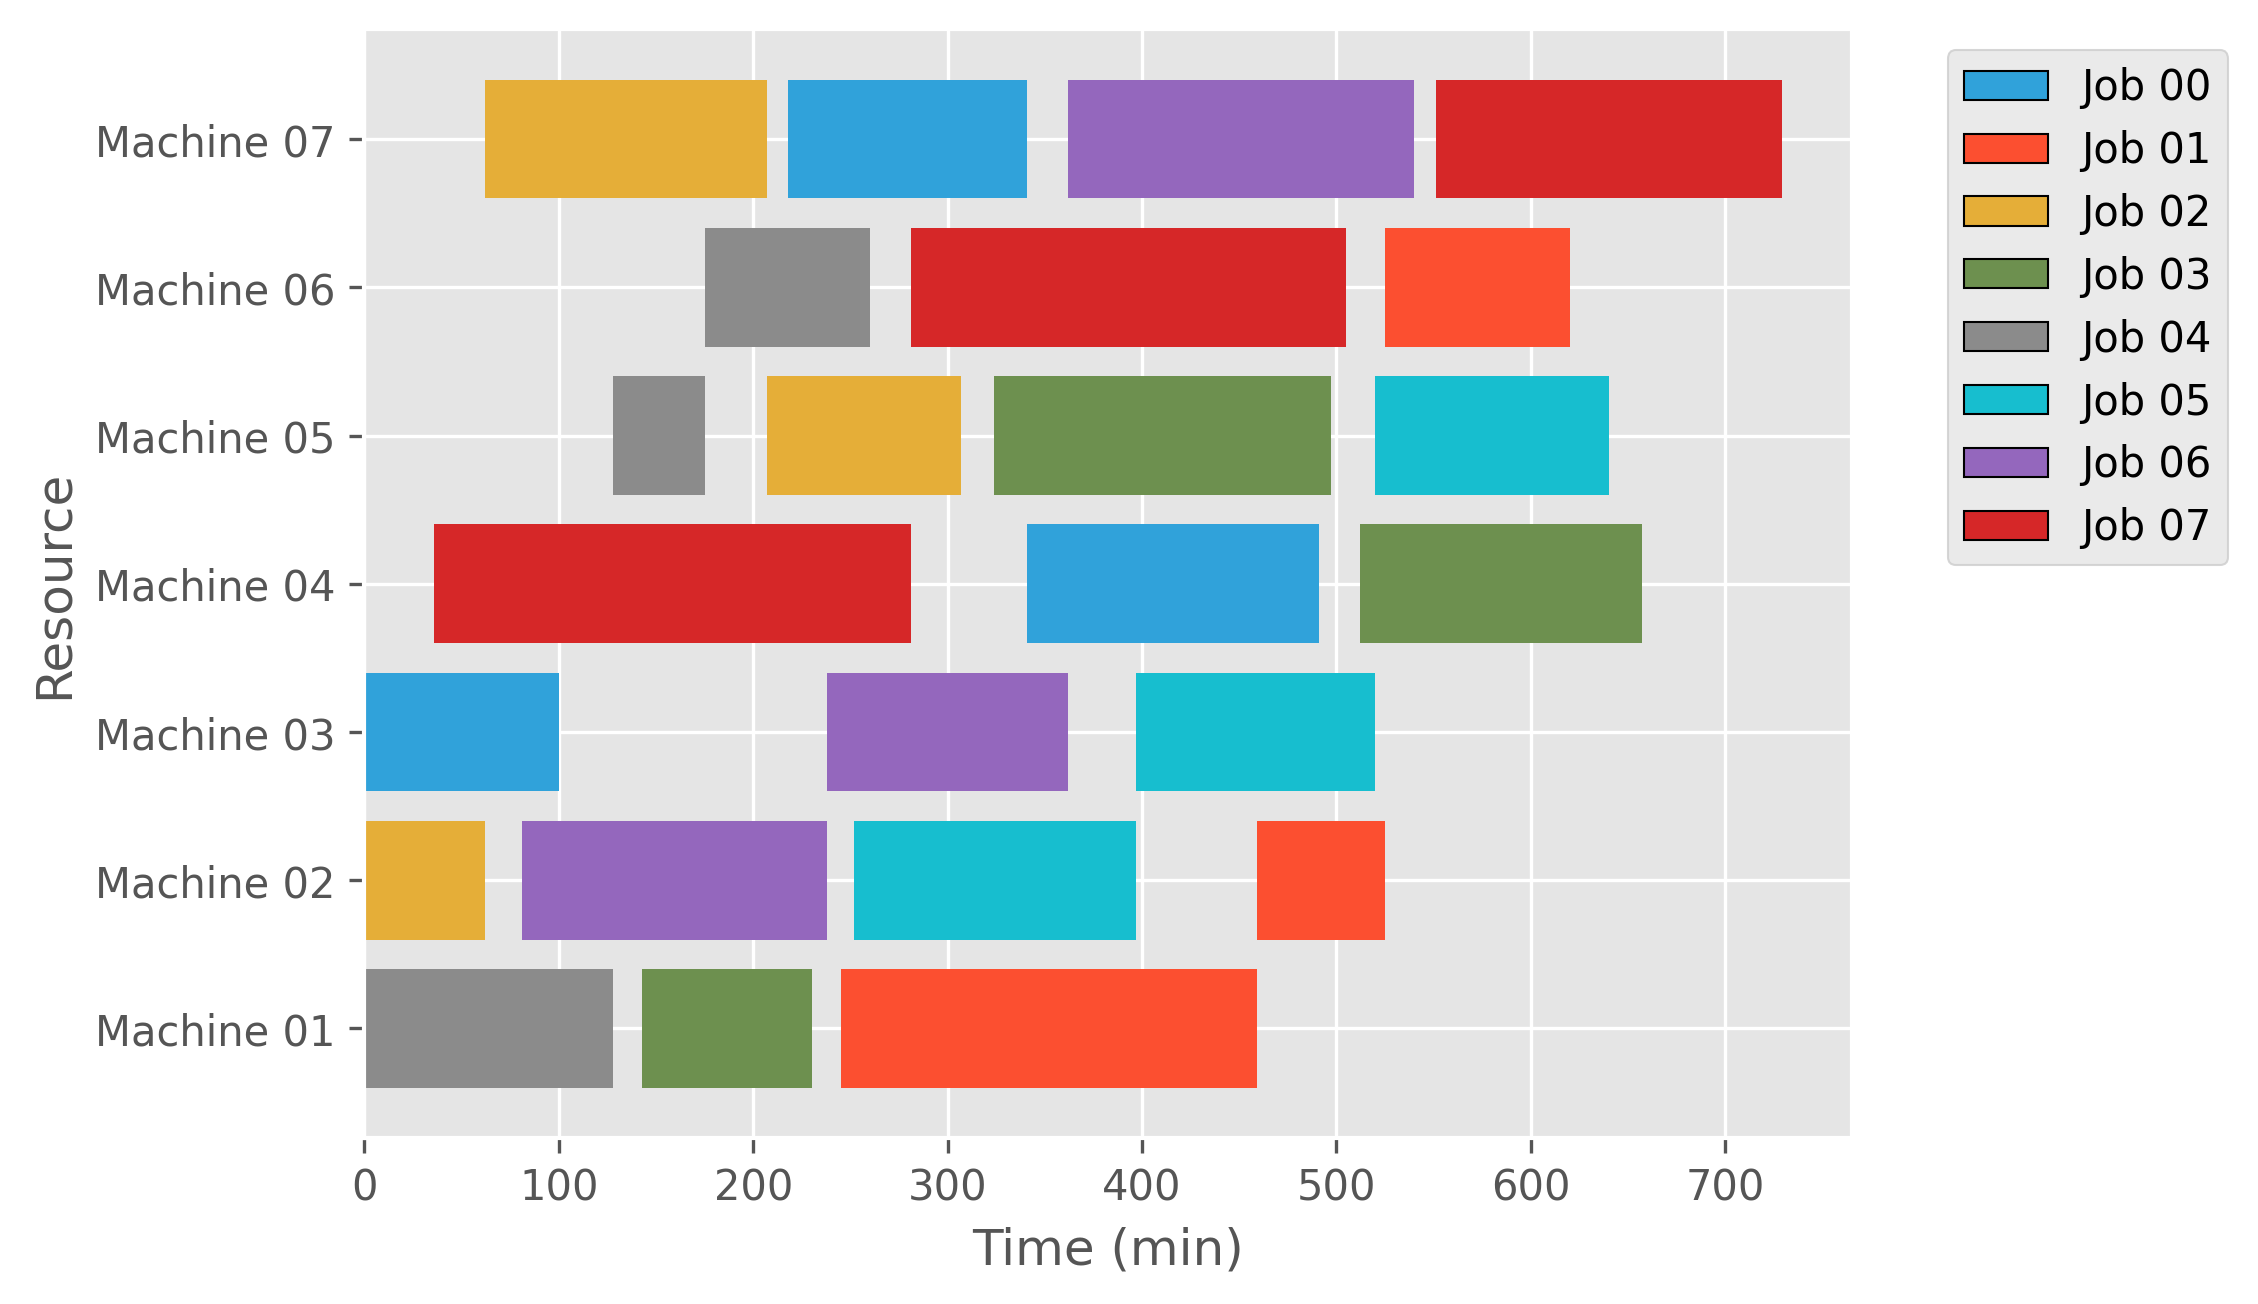 Machine 07
Machine 06
Machine 05
Machine 04
Machine 03
Machine 02
Machine 01
Resource
0 100 200 300 400 500 600 700
Time (min)
Job 00
Job 01
Job 02
Job 03
Job 04
Job 05
Job 06
Job 07